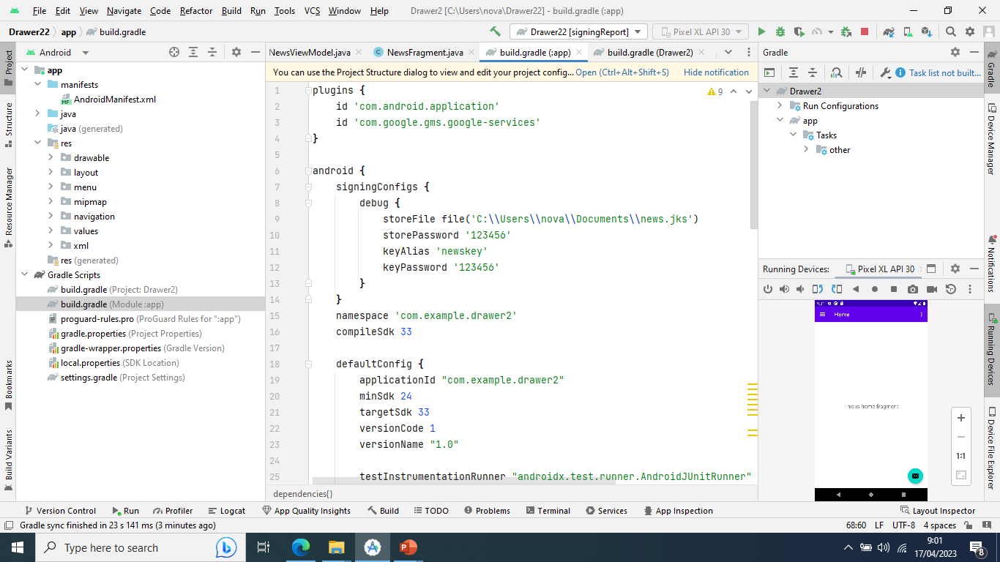 File Edit View Navigate Code Refactor Build Run Tools VCS Window Help Drawer2 [C:\Users\nova\Drawer22] - build.gradle (:app)
Drawer22 app build.gradle Drawer22 [signingReport] Pixel XL API 30
Android NewsViewModel.java NewsFragment.java build.gradle (:app) build.gradle (Drawer2) Gradle
You can use the Project Structure dialog to view and edit your project config... Open (Ctrl+Alt+Shift+S) Hide notification
Task list not built...
Project
Structure
Resource Manager
Bookmarks
Build Variants
app
manifests
AndroidManifest.xml
java
java (generated)
res
drawable
layout
menu
mipmap
navigation
values
xml
res (generated)
Gradle Scripts
build.gradle (Project: Drawer2)
build.gradle (Module :app)
proguard-rules.pro (ProGuard Rules for ":app")
gradle.properties (Project Properties)
gradle-wrapper.properties (Gradle Version)
local.properties (SDK Location)
settings.gradle (Project Settings)
9
1 plugins {
2 id 'com.android.application'
3 id 'com.google.gms.google-services'
4 }
5
6 android {
7 signingConfigs {
8 debug {
9 storeFile file('C:\\Users\\nova\\Documents\\news.jks')
10 storePassword '123456'
11 keyAlias 'newskey'
12 keyPassword '123456'
13 }
14 }
15 namespace 'com.example.drawer2'
16 compileSdk 33
17
18 defaultConfig {
19 applicationId "com.example.drawer2"
20 minSdk 24
21 targetSdk 33
22 versionCode 1
23 versionName "1.0"
24
25 testInstrumentationRunner "androidx.test.runner.AndroidJUnitRunner"
dependencies{}
Drawer2
Run Configurations
app
Tasks
other
Running Devices: Pixel XL API 30
Home
This is home fragment
1:1
Gradle
Device Manager
Notifications
Running Devices
Device File Explorer
Version Control Run Profiler Logcat App Quality Insights Build TODO Problems Terminal Services App Inspection Layout Inspector
Gradle sync finished in 23 s 141 ms (3 minutes ago) 68:60 LF UTF-8 4 spaces
Type here to search
9:01
17/04/2023
8